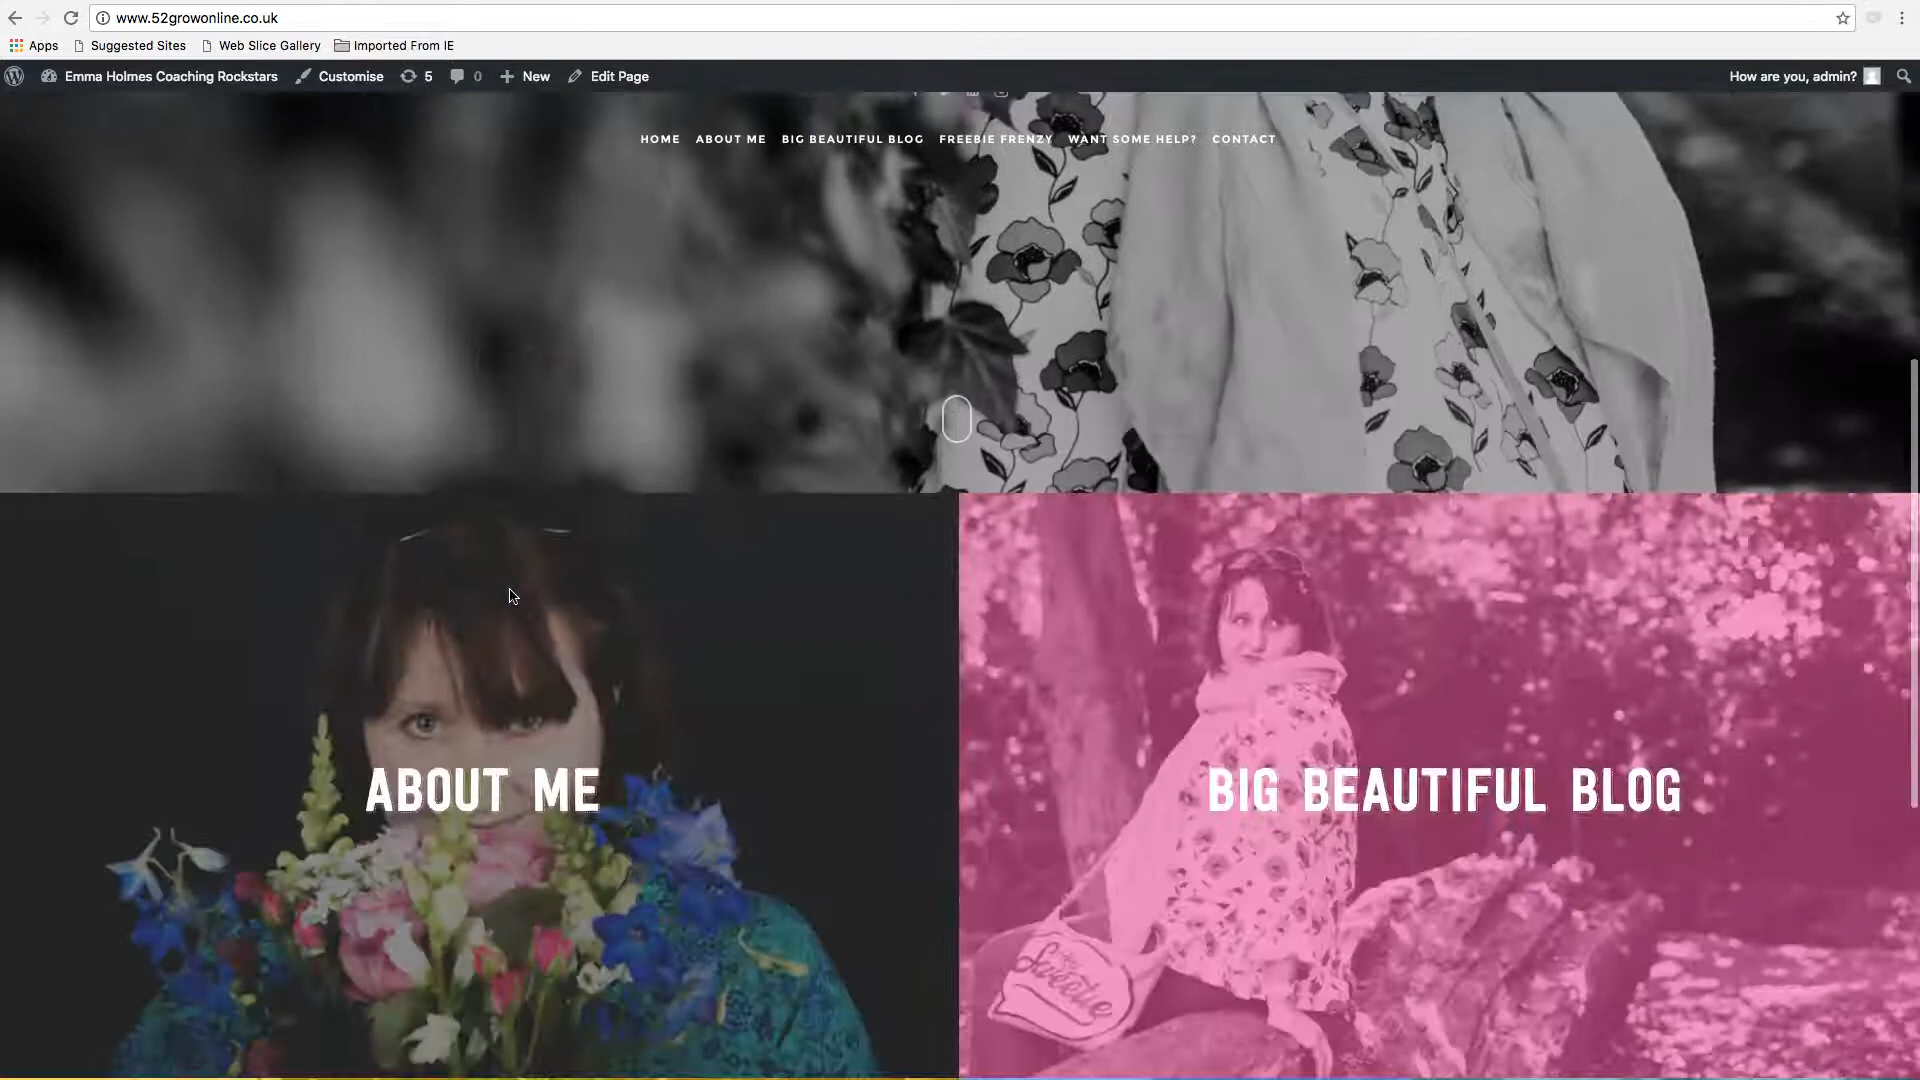 www.52growonline.co.uk
Apps Suggested Sites Web Slice Gallery Imported From IE
Emma Holmes Coaching Rockstars Customise 5 0 New Edit Page How are you, admin?
HOME ABOUT ME BIG BEAUTIFUL BLOG FREEBIE FRENZY WANT SOME HELP? CONTACT
ABOUT ME
BIG BEAUTIFUL BLOG
Sweetie